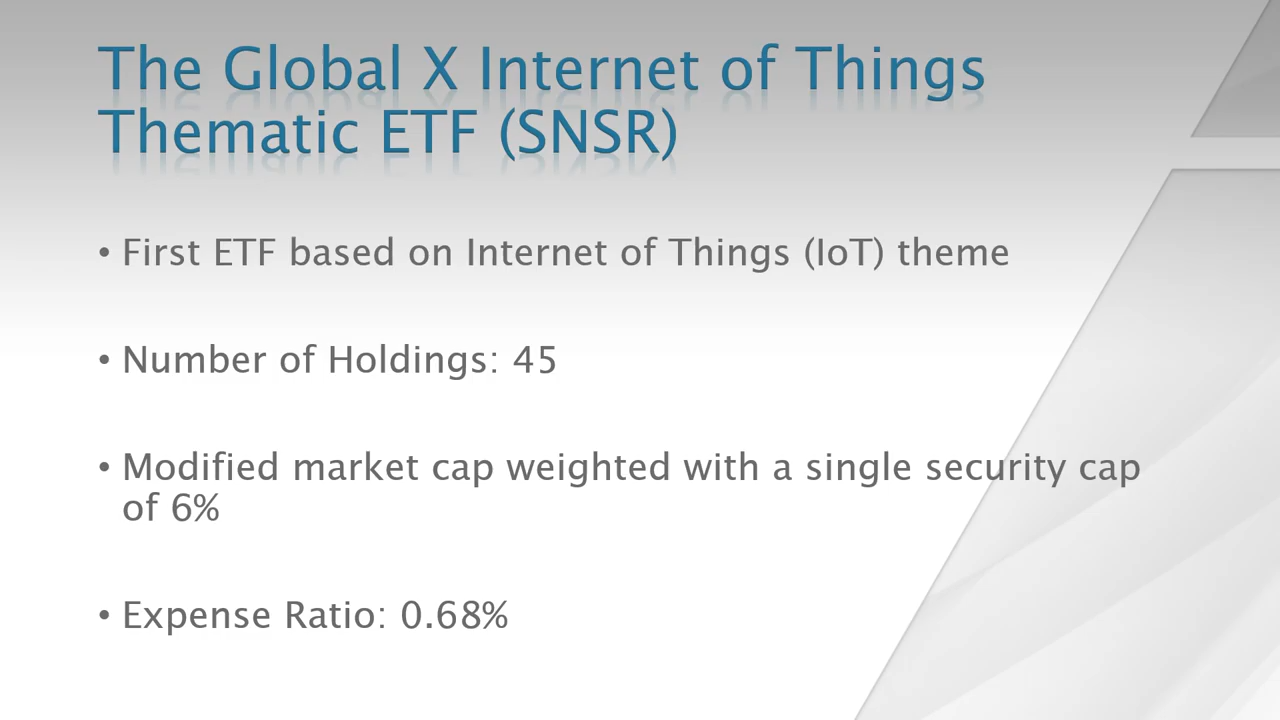 The Global X Internet of Things
Thematic ETF (SNSR)
• First ETF based on Internet of Things (IoT) theme
• Number of Holdings: 45
• Modified market cap weighted with a single security cap
of 6%
• Expense Ratio: 0.68%